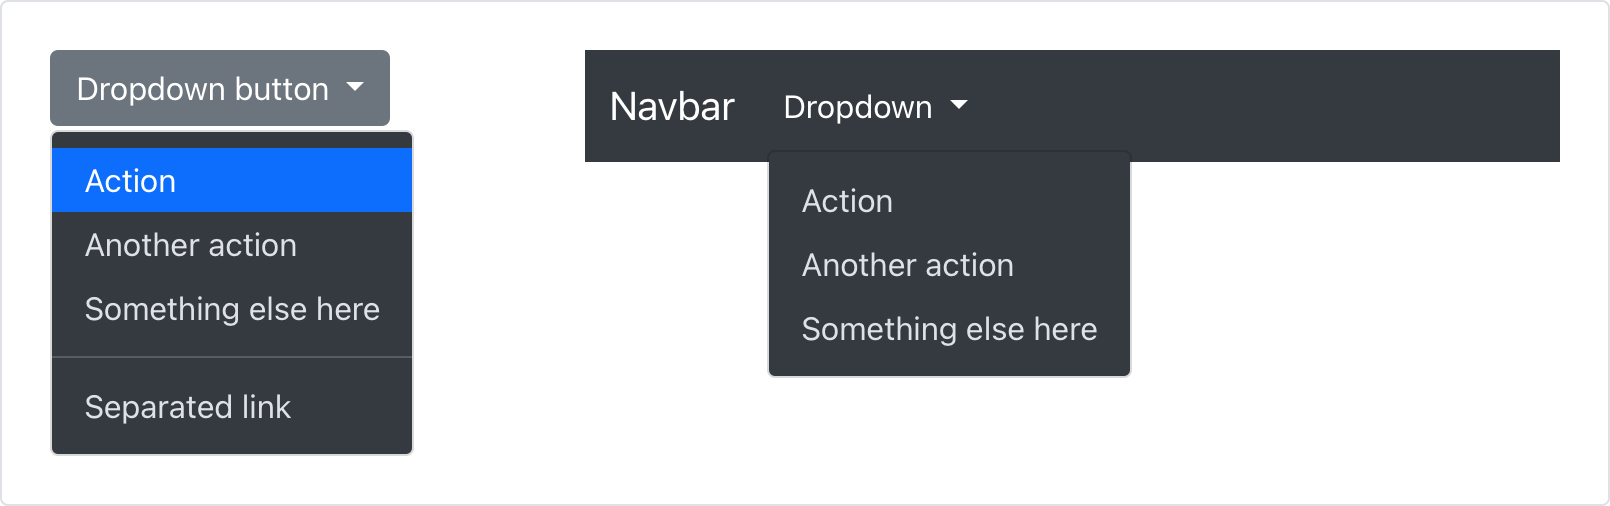 Dropdown button
Action
Another action
Something else here
Separated link
Navbar Dropdown
Action
Another action
Something else here